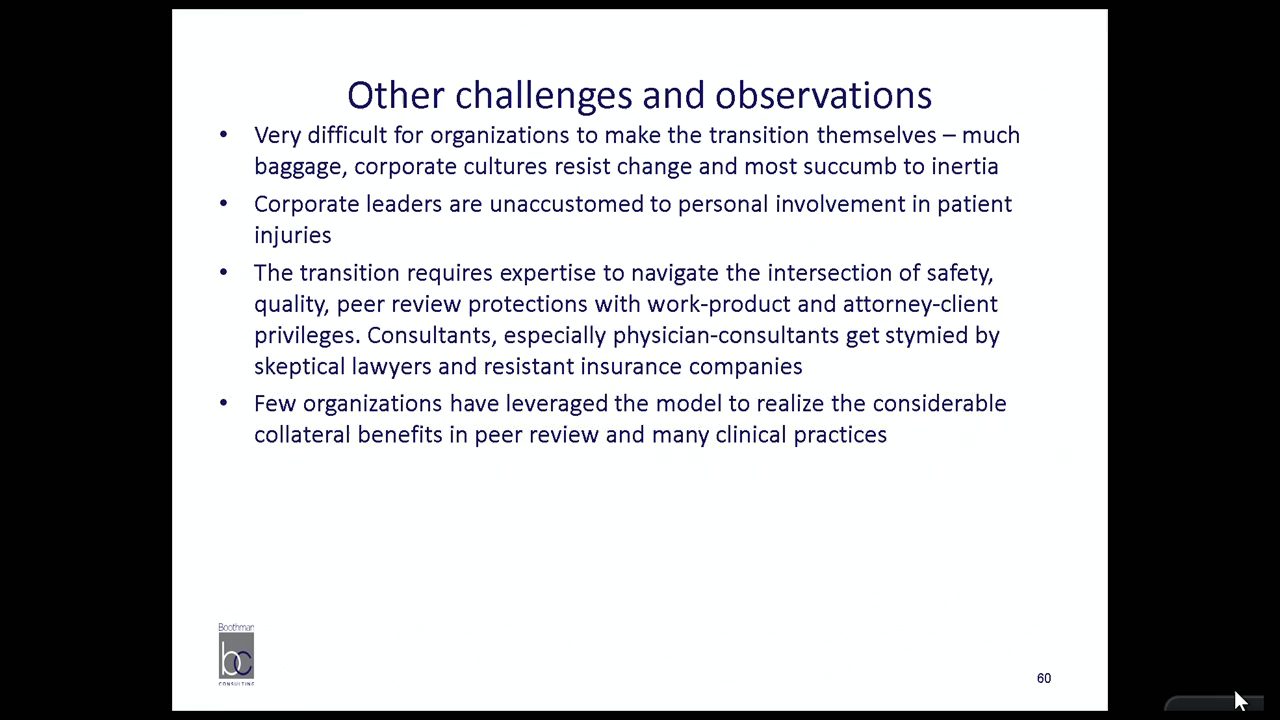 Other challenges and observations
• Very difficult for organizations to make the transition themselves – much
baggage, corporate cultures resist change and most succumb to inertia
• Corporate leaders are unaccustomed to personal involvement in patient
injuries
• The transition requires expertise to navigate the intersection of safety,
quality, peer review protections with work-product and attorney-client
privileges. Consultants, especially physician-consultants get stymied by
skeptical lawyers and resistant insurance companies
• Few organizations have leveraged the model to realize the considerable
collateral benefits in peer review and many clinical practices
Boothman
bc
CONSULTING
60